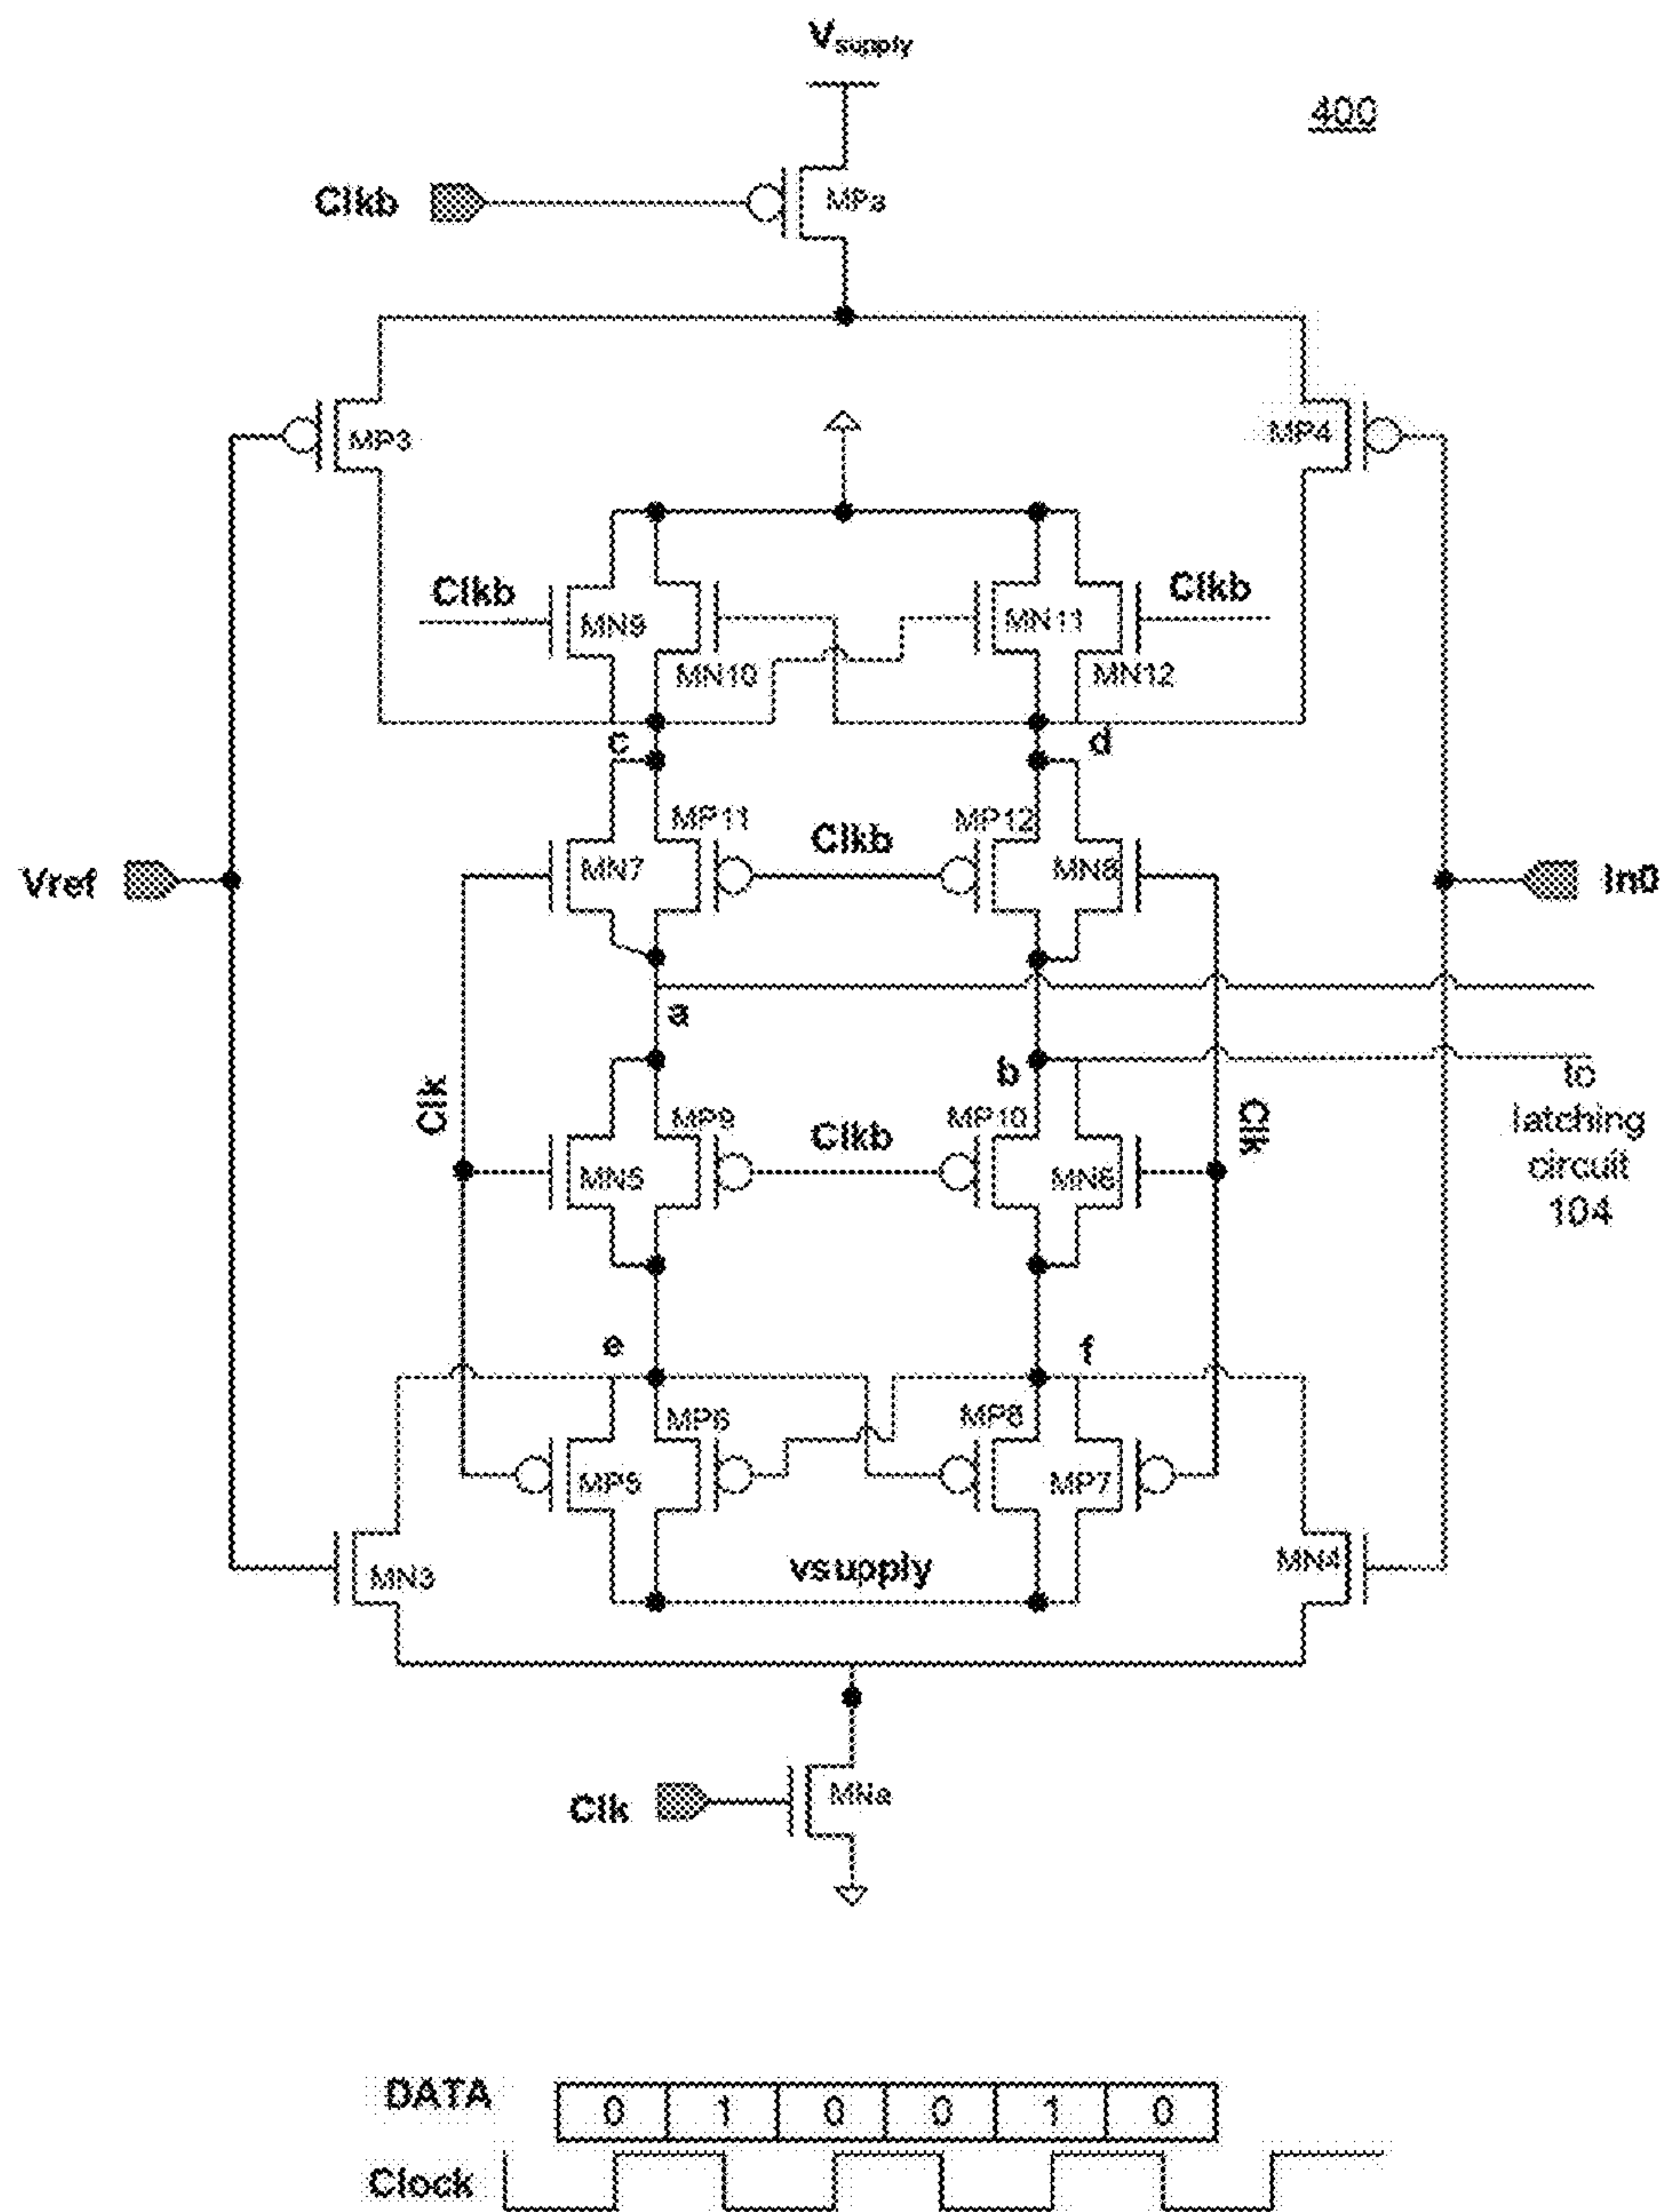 Vsupply
400
Clkb
MPa
MP3
MP4
Clkb
MN9
MN11
Clkb
MN10
MN12
c
d
MP11
Clkb
MP12
MN7
MN8
Vref
In0
a
b
to
latching
circuit
104
Clk
MP9
Clkb
MP10
Clk
MN5
MN6
e
f
MP6
MP8
MP5
MP7
vsupply
MN3
MN4
Clk
MNa
DATA 0 1 0 0 1 0
Clock